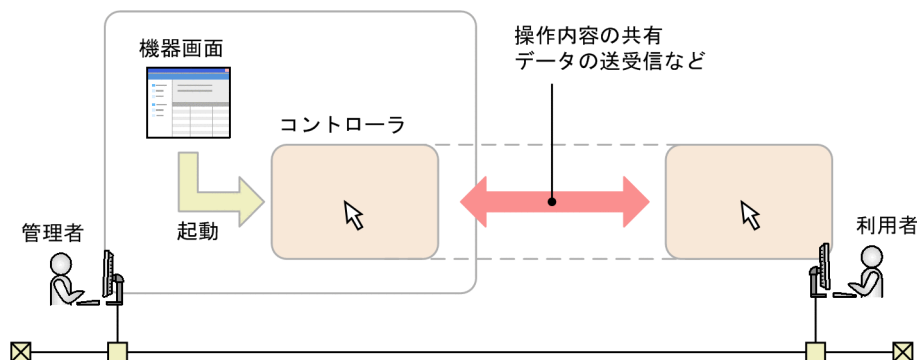 操作内容の共有
データの送受信など
機器画面
コントローラ
起動
管理者
利用者